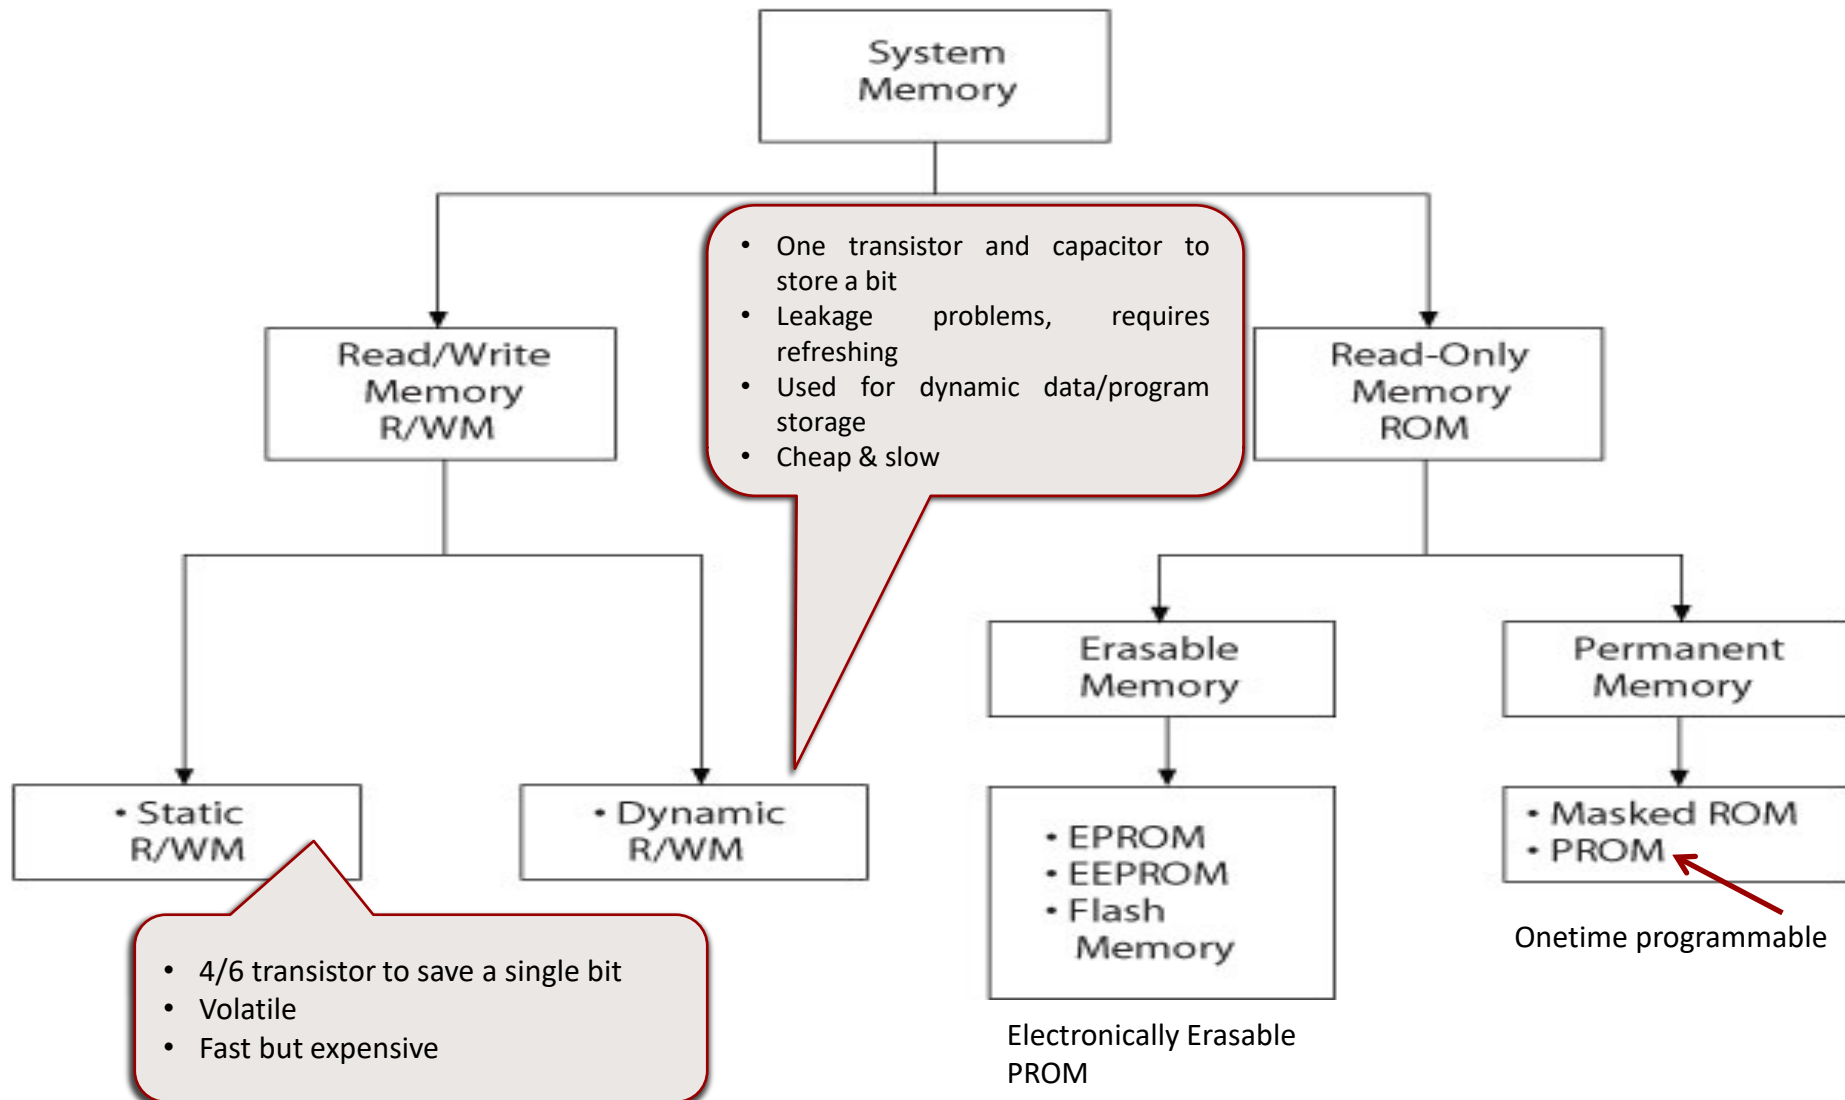 System
Memory
• One transistor and capacitor to
store a bit
• Leakage problems, requires
refreshing
• Used for dynamic data/program
storage
• Cheap & slow
Read/Write
Memory
R/WM
Read-Only
Memory
ROM
Erasable
Memory
Permanent
Memory
• Static
R/WM
• Dynamic
R/WM
• EPROM
• EEPROM
• Flash
Memory
• Masked ROM
• PROM
Onetime programmable
• 4/6 transistor to save a single bit
• Volatile
• Fast but expensive
Electronically Erasable
PROM